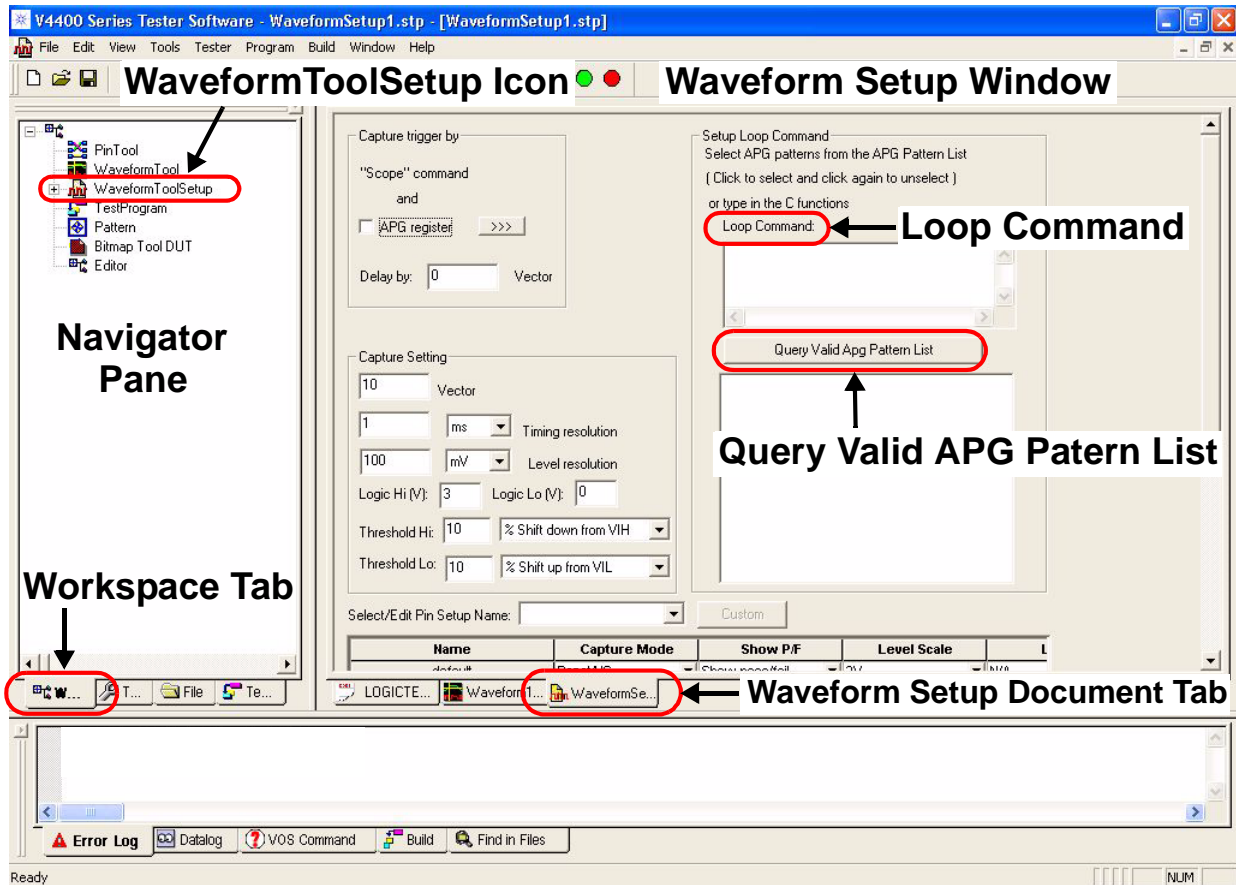 V4400 Series Tester Software - WaveformSetup1.stp - [WaveformSetup1.stp]
File Edit View Tools Tester Program Build Window Help
WaveformToolSetup Icon
Waveform Setup Window
PinTool
WaveformTool
WaveformToolSetup
TestProgram
Pattern
Bitmap Tool DUT
Editor
Navigator
Pane
Workspace Tab
W... T... File Te...
Capture trigger by
"Scope" command
and
APG register >>>
Delay by: 0 Vector
Capture Setting
10 Vector
1 ms Timing resolution
100 mV Level resolution
Logic Hi (V): 3 Logic Lo (V): 0
Threshold Hi: 10 % Shift down from VIH
Threshold Lo: 10 % Shift up from VIL
Setup Loop Command
Select APG patterns from the APG Pattern List
( Click to select and click again to unselect )
or type in the C functions
Loop Command:
Loop Command
Query Valid Apg Pattern List
Query Valid APG Patern List
Select/Edit Pin Setup Name: Custom
Name Capture Mode Show P/F Level Scale L
default Show pass/fail 2V N/A
LOGICTE... Waveform1... WaveformSe...
Waveform Setup Document Tab
Error Log Datalog VOS Command Build Find in Files
Ready NUM